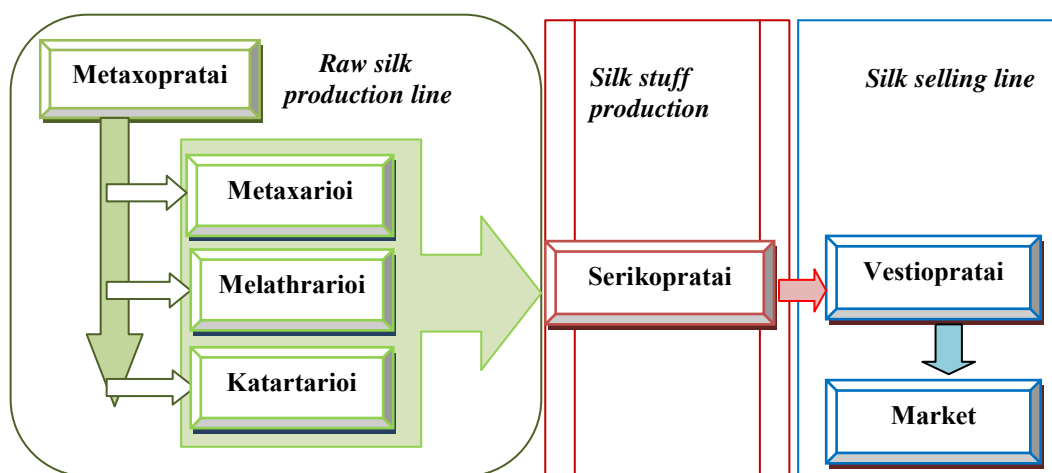 Metaxopratai
Raw silk
production line
Metaxarioi
Melathrarioi
Katartarioi
Silk stuff
production
Serikopratai
Silk selling line
Vestiopratai
Market